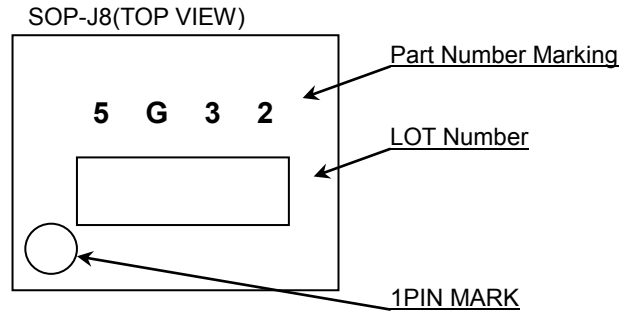 SOP-J8(TOP VIEW)
Part Number Marking
5 G 3 2
LOT Number
1PIN MARK